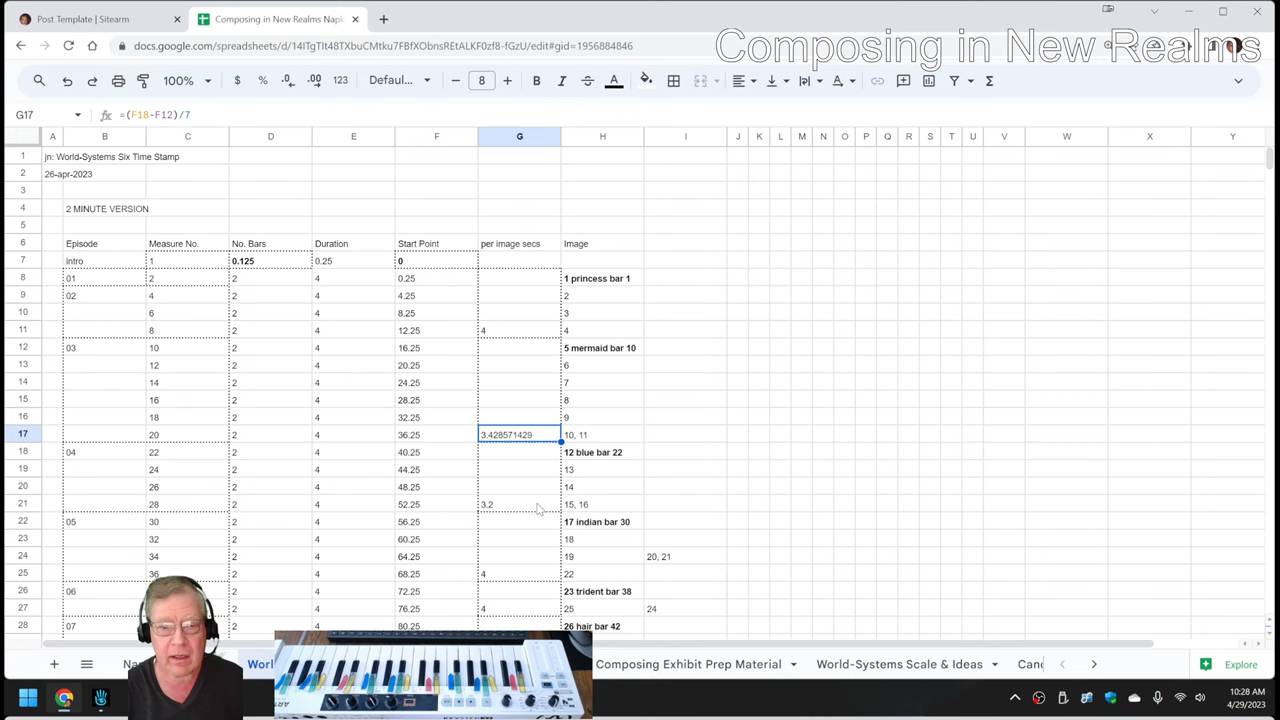 Post Template | Sitearm
Composing in New Realms Napk
docs.google.com/spreadsheets/d/14ITgTIt48TXbuCMtku7FBfXObnsREtALKF0zf8-fGzU/edit#gid=1956884846
Composing in New Realms
100%
$ % .0 .00 123
Defaul...
8
B I A
G17
=(F18-F12)/7
A B C D E F G H I J K L M N O P Q R S T U V W X Y
1 jn: World-Systems Six Time Stamp
2 26-apr-2023
3
4 2 MINUTE VERSION
5
6 Episode Measure No. No. Bars Duration Start Point per image secs Image
7 intro 1 0.125 0.25 0
8 01 2 2 4 0.25 1 princess bar 1
9 02 4 2 4 4.25 2
10 6 2 4 8.25 3
11 8 2 4 12.25 4 4
12 03 10 2 4 16.25 5 mermaid bar 10
13 12 2 4 20.25 6
14 14 2 4 24.25 7
15 16 2 4 28.25 8
16 18 2 4 32.25 9
17 20 2 4 36.25 3.428571429 10, 11
18 04 22 2 4 40.25 12 blue bar 22
19 24 2 4 44.25 13
20 26 2 4 48.25 14
21 28 2 4 52.25 3.2 15, 16
22 05 30 2 4 56.25 17 indian bar 30
23 32 2 4 60.25 18
24 34 2 4 64.25 19 20, 21
25 36 2 4 68.25 4 22
26 06 2 4 72.25 23 trident bar 38
27 2 4 76.25 4 25 24
28 07 2 4 80.25 26 hair bar 42
Na
Worl
Composing Exhibit Prep Material
World-Systems Scale & Ideas
Canc
Explore
10:28 AM
4/29/2023